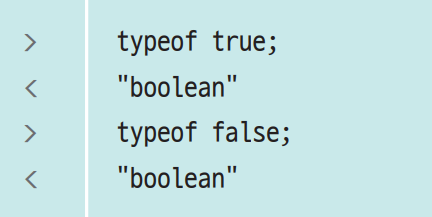 > typeof true;
< "boolean"
> typeof false;
< "boolean"